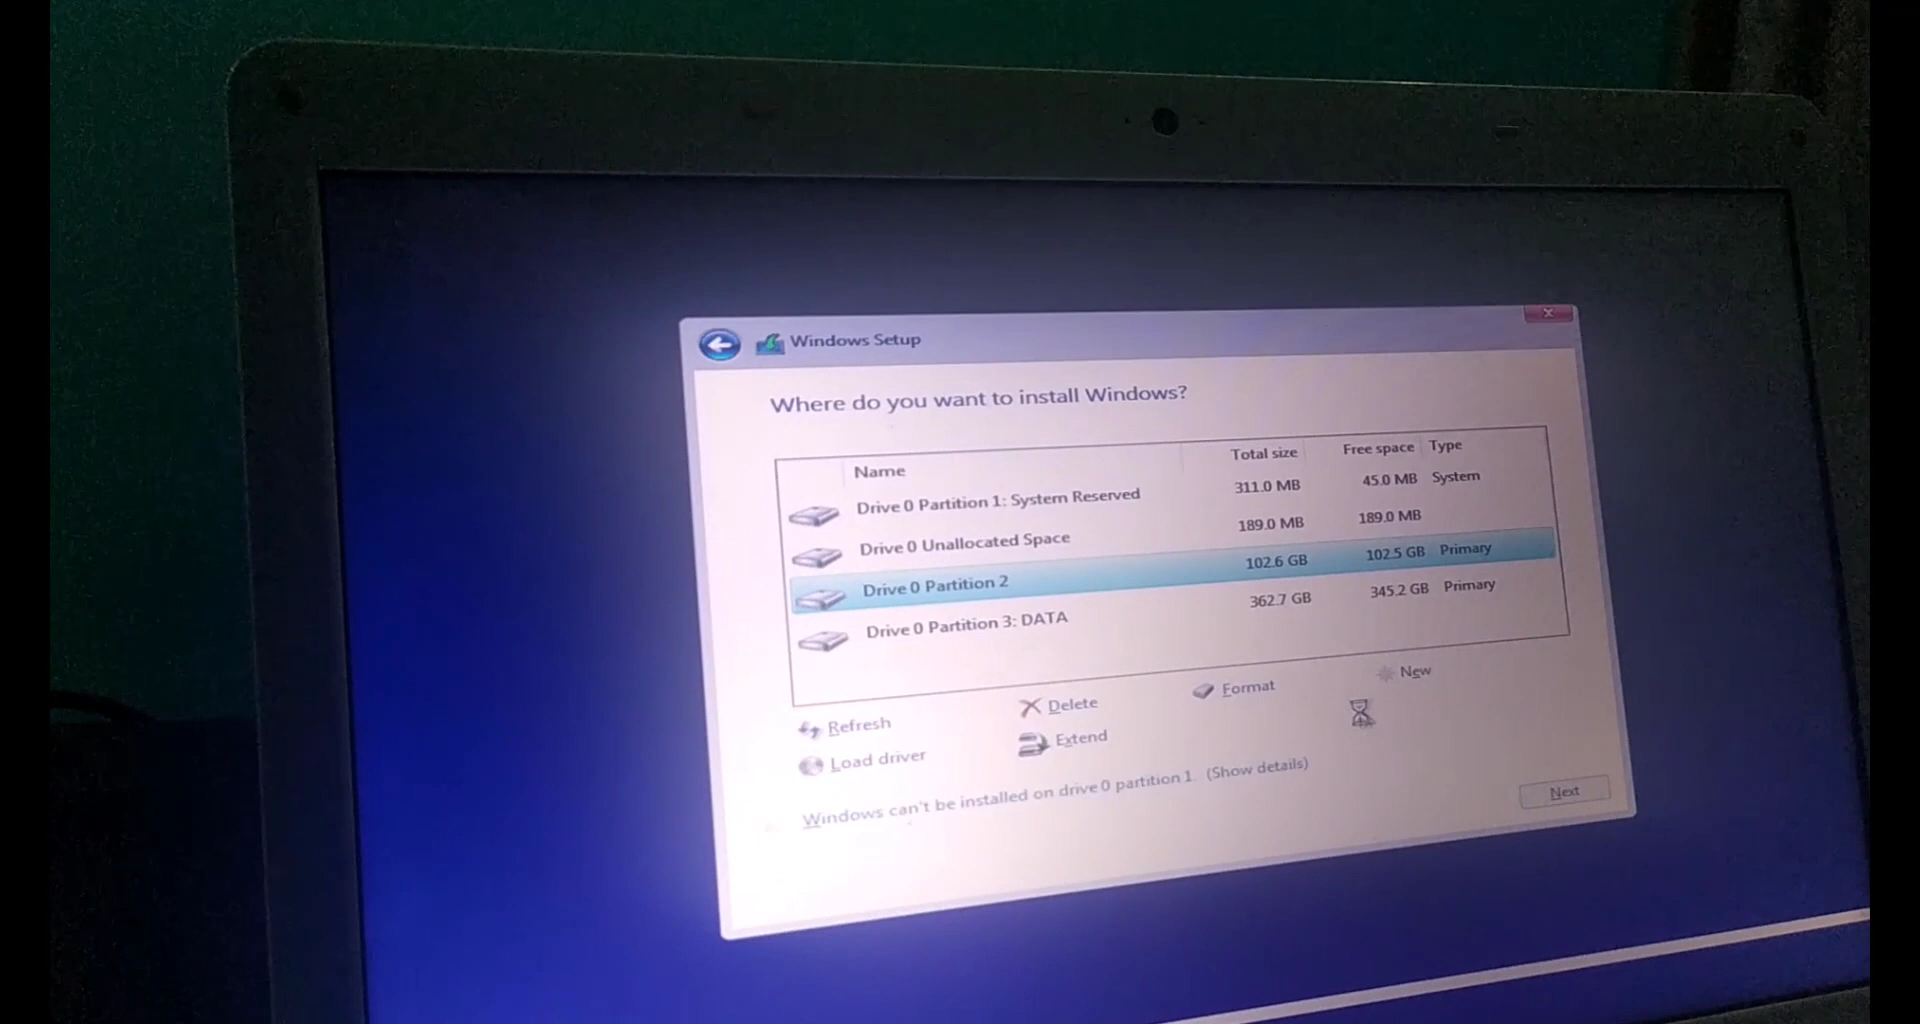 Windows Setup
Where do you want to install Windows?
Name Total size Free space Type
Drive 0 Partition 1: System Reserved 311.0 MB 45.0 MB System
Drive 0 Unallocated Space 189.0 MB 189.0 MB
Drive 0 Partition 2 102.6 GB 102.5 GB Primary
Drive 0 Partition 3: DATA 362.7 GB 345.2 GB Primary
Refresh Delete Format New
Load driver Extend
Windows can't be installed on drive 0 partition 1. (Show details)
Next